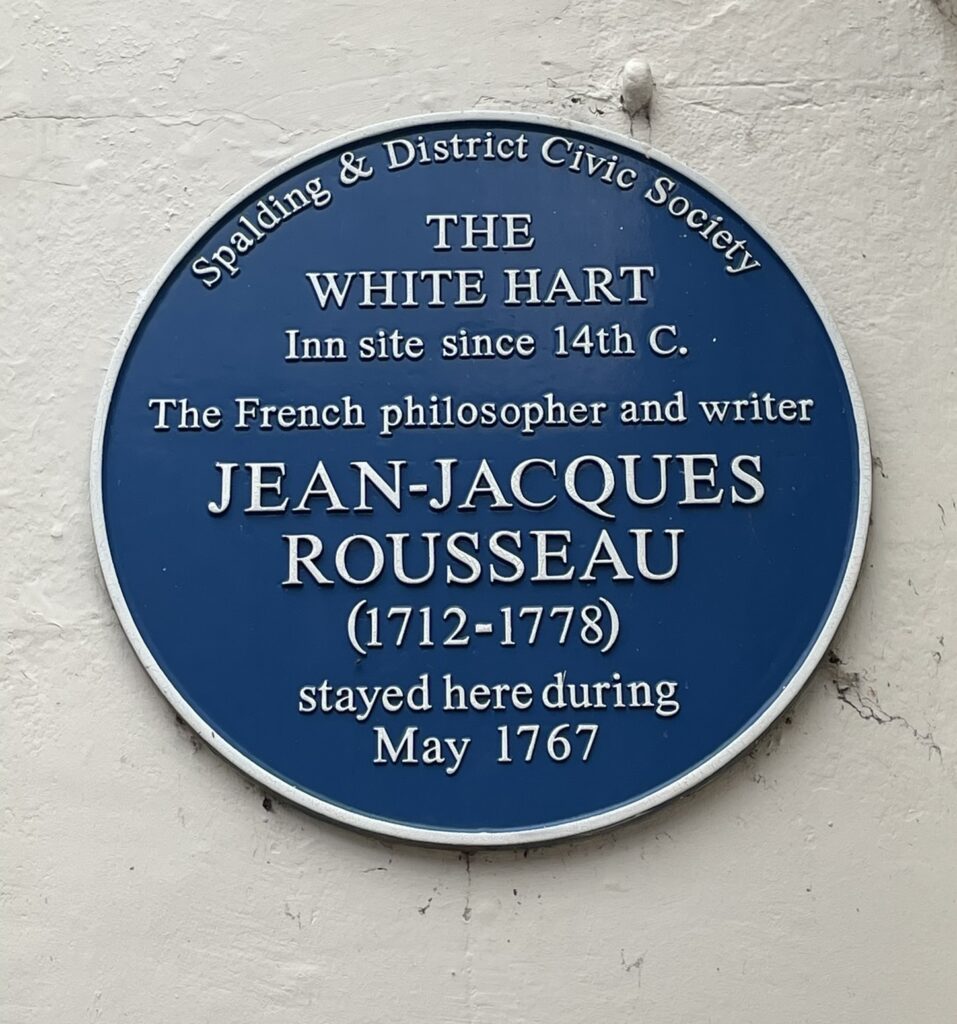 Spalding & District Civic Society
THE
WHITE HART
Inn site since 14th C.
The French philosopher and writer
JEAN-JACQUES
ROUSSEAU
(1712-1778)
stayed here during
May 1767